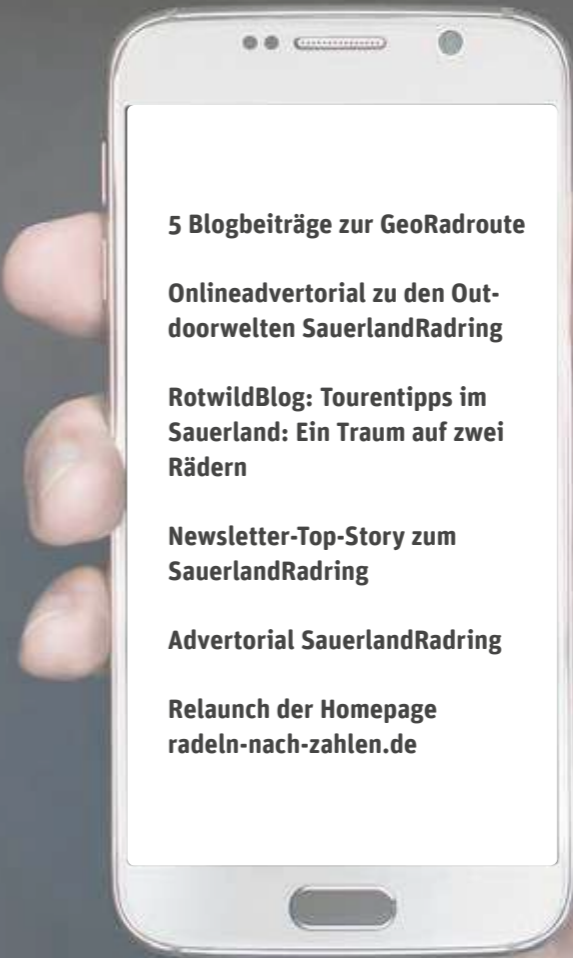 5 Blogbeiträge zur GeoRadroute
Onlineadvertorial zu den Out-
doorwelten SauerlandRadring
RotwildBlog: Tourentipps im
Sauerland: Ein Traum auf zwei
Rädern
Newsletter-Top-Story zum
SauerlandRadring
Advertorial SauerlandRadring
Relaunch der Homepage
radeln-nach-zahlen.de